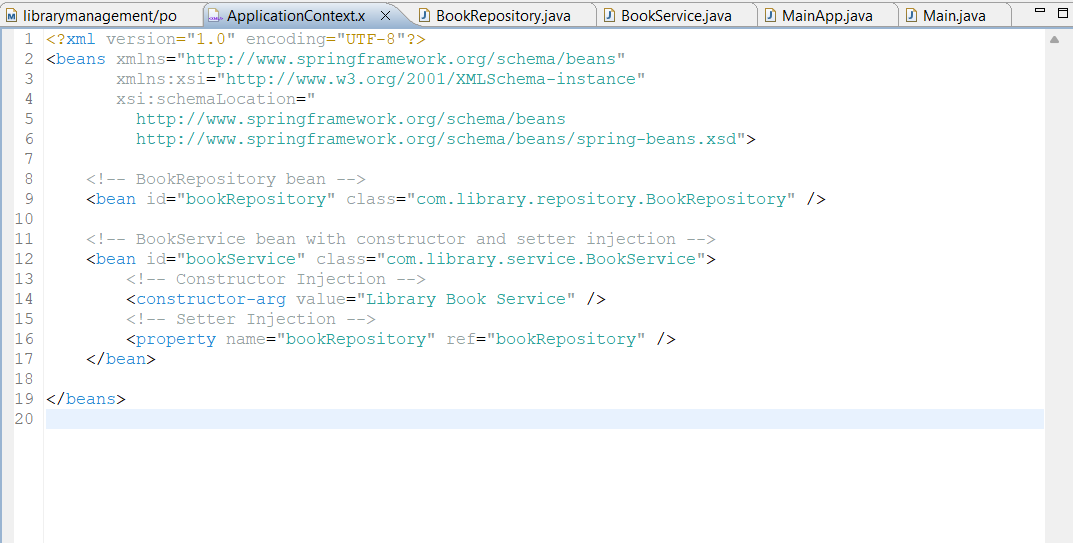 librarymanagement/po ApplicationContext.x BookRepository.java BookService.java MainApp.java Main.java
1 <?xml version="1.0" encoding="UTF-8"?>
2 <beans xmlns="http://www.springframework.org/schema/beans"
3        xmlns:xsi="http://www.w3.org/2001/XMLSchema-instance"
4        xsi:schemaLocation="
5          http://www.springframework.org/schema/beans
6          http://www.springframework.org/schema/beans/spring-beans.xsd">
7
8     <!-- BookRepository bean -->
9     <bean id="bookRepository" class="com.library.repository.BookRepository" />
10
11     <!-- BookService bean with constructor and setter injection -->
12     <bean id="bookService" class="com.library.service.BookService">
13         <!-- Constructor Injection -->
14         <constructor-arg value="Library Book Service" />
15         <!-- Setter Injection -->
16         <property name="bookRepository" ref="bookRepository" />
17     </bean>
18
19 </beans>
20